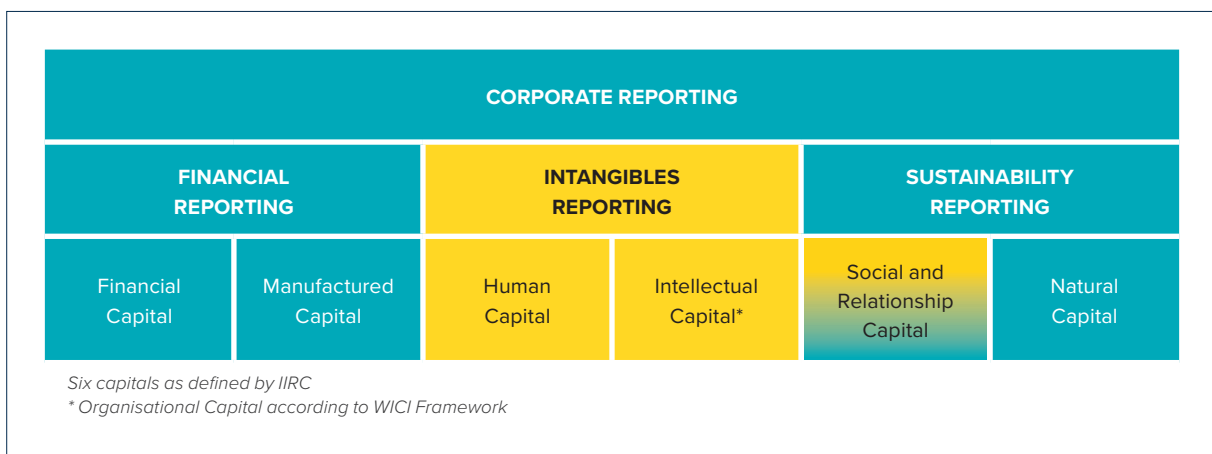 CORPORATE REPORTING
FINANCIAL
REPORTING
INTANGIBLES
REPORTING
SUSTAINABILITY
REPORTING
Financial
Capital
Manufactured
Capital
Human
Capital
Intellectual
Capital*
Social and
Relationship
Capital
Natural
Capital
Six capitals as defined by IIRC
* Organisational Capital according to WICI Framework